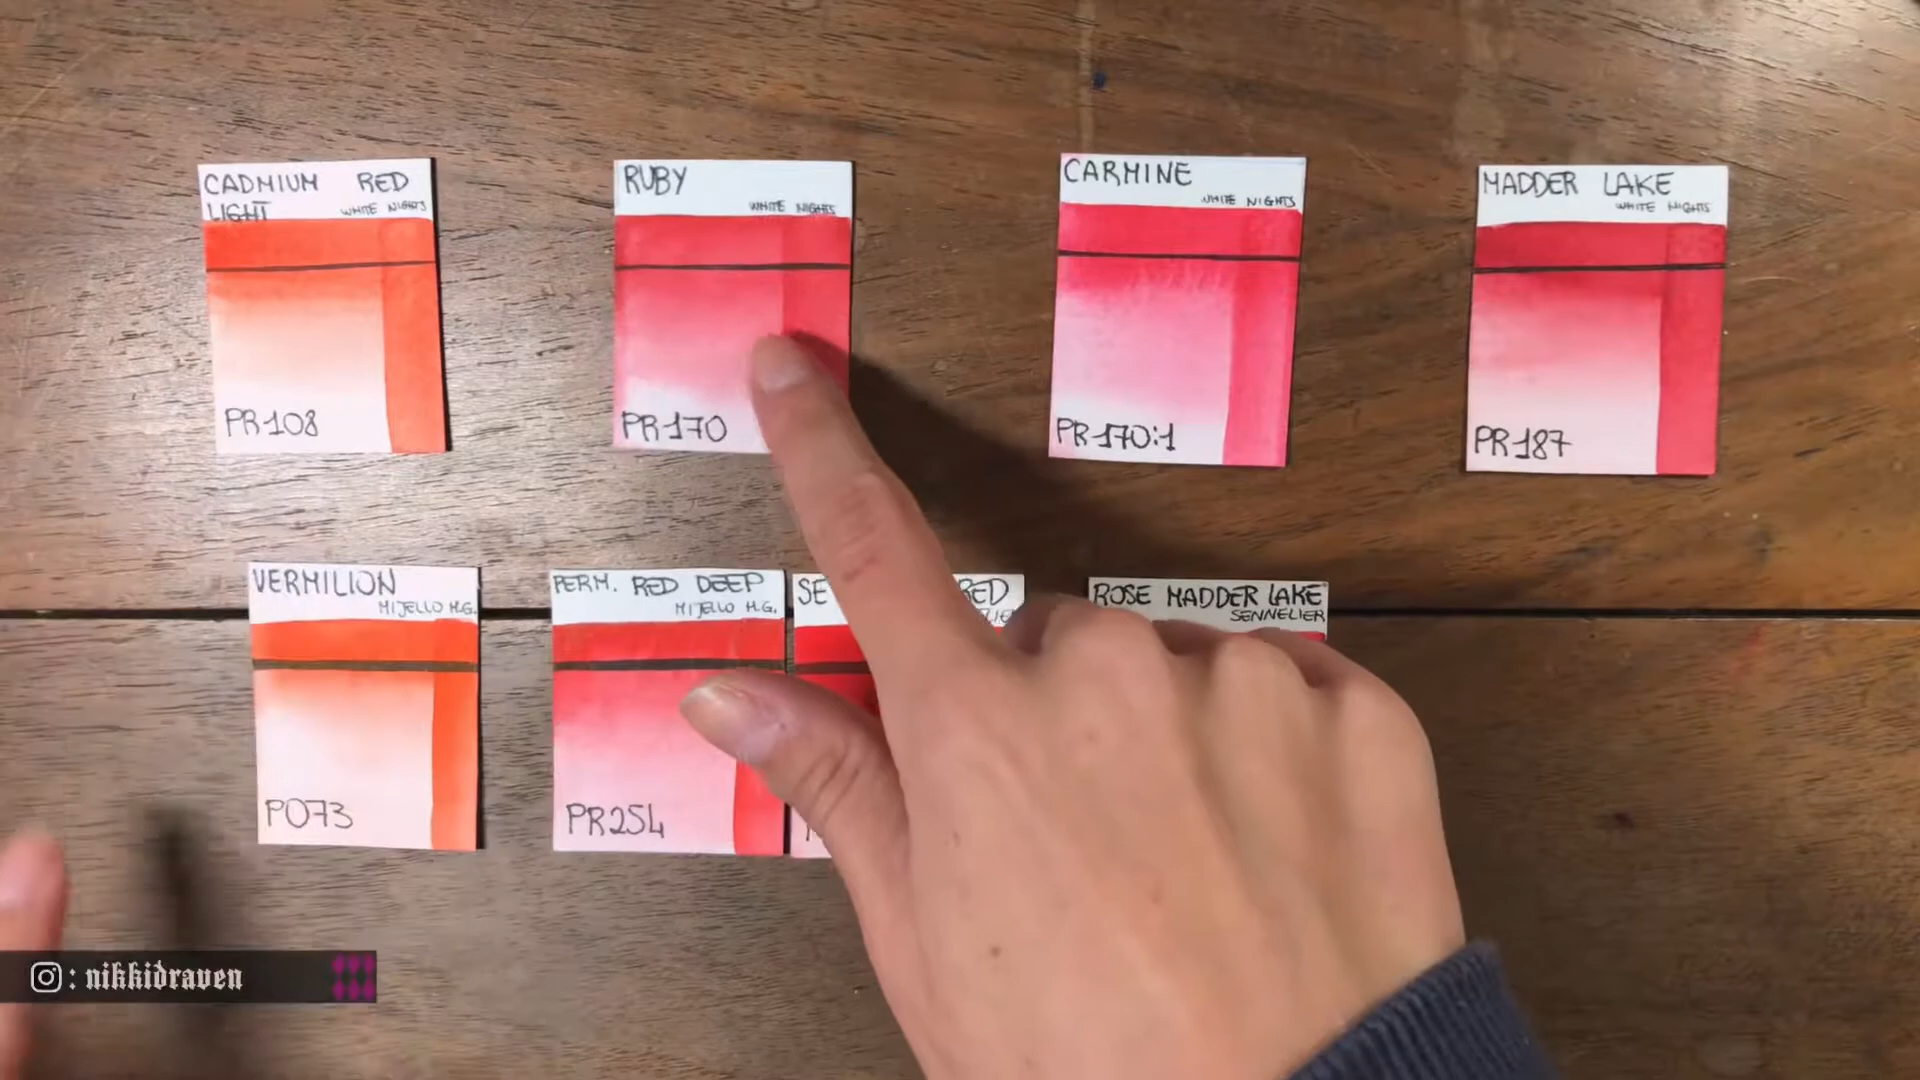 CADMIUM RED
LIGHT WHITE NIGHTS
PR108
RUBY
WHITE NIGHTS
PR170
CARMINE
WHITE NIGHTS
PR170:1
MADDER LAKE
WHITE NIGHTS
PR187
VERMILION
MIJELLO M.G.
PO73
PERM. RED DEEP
MIJELLO M.G.
PR254
RED
ROSE MADDER LAKE
SENNELIER
: nikkidraven